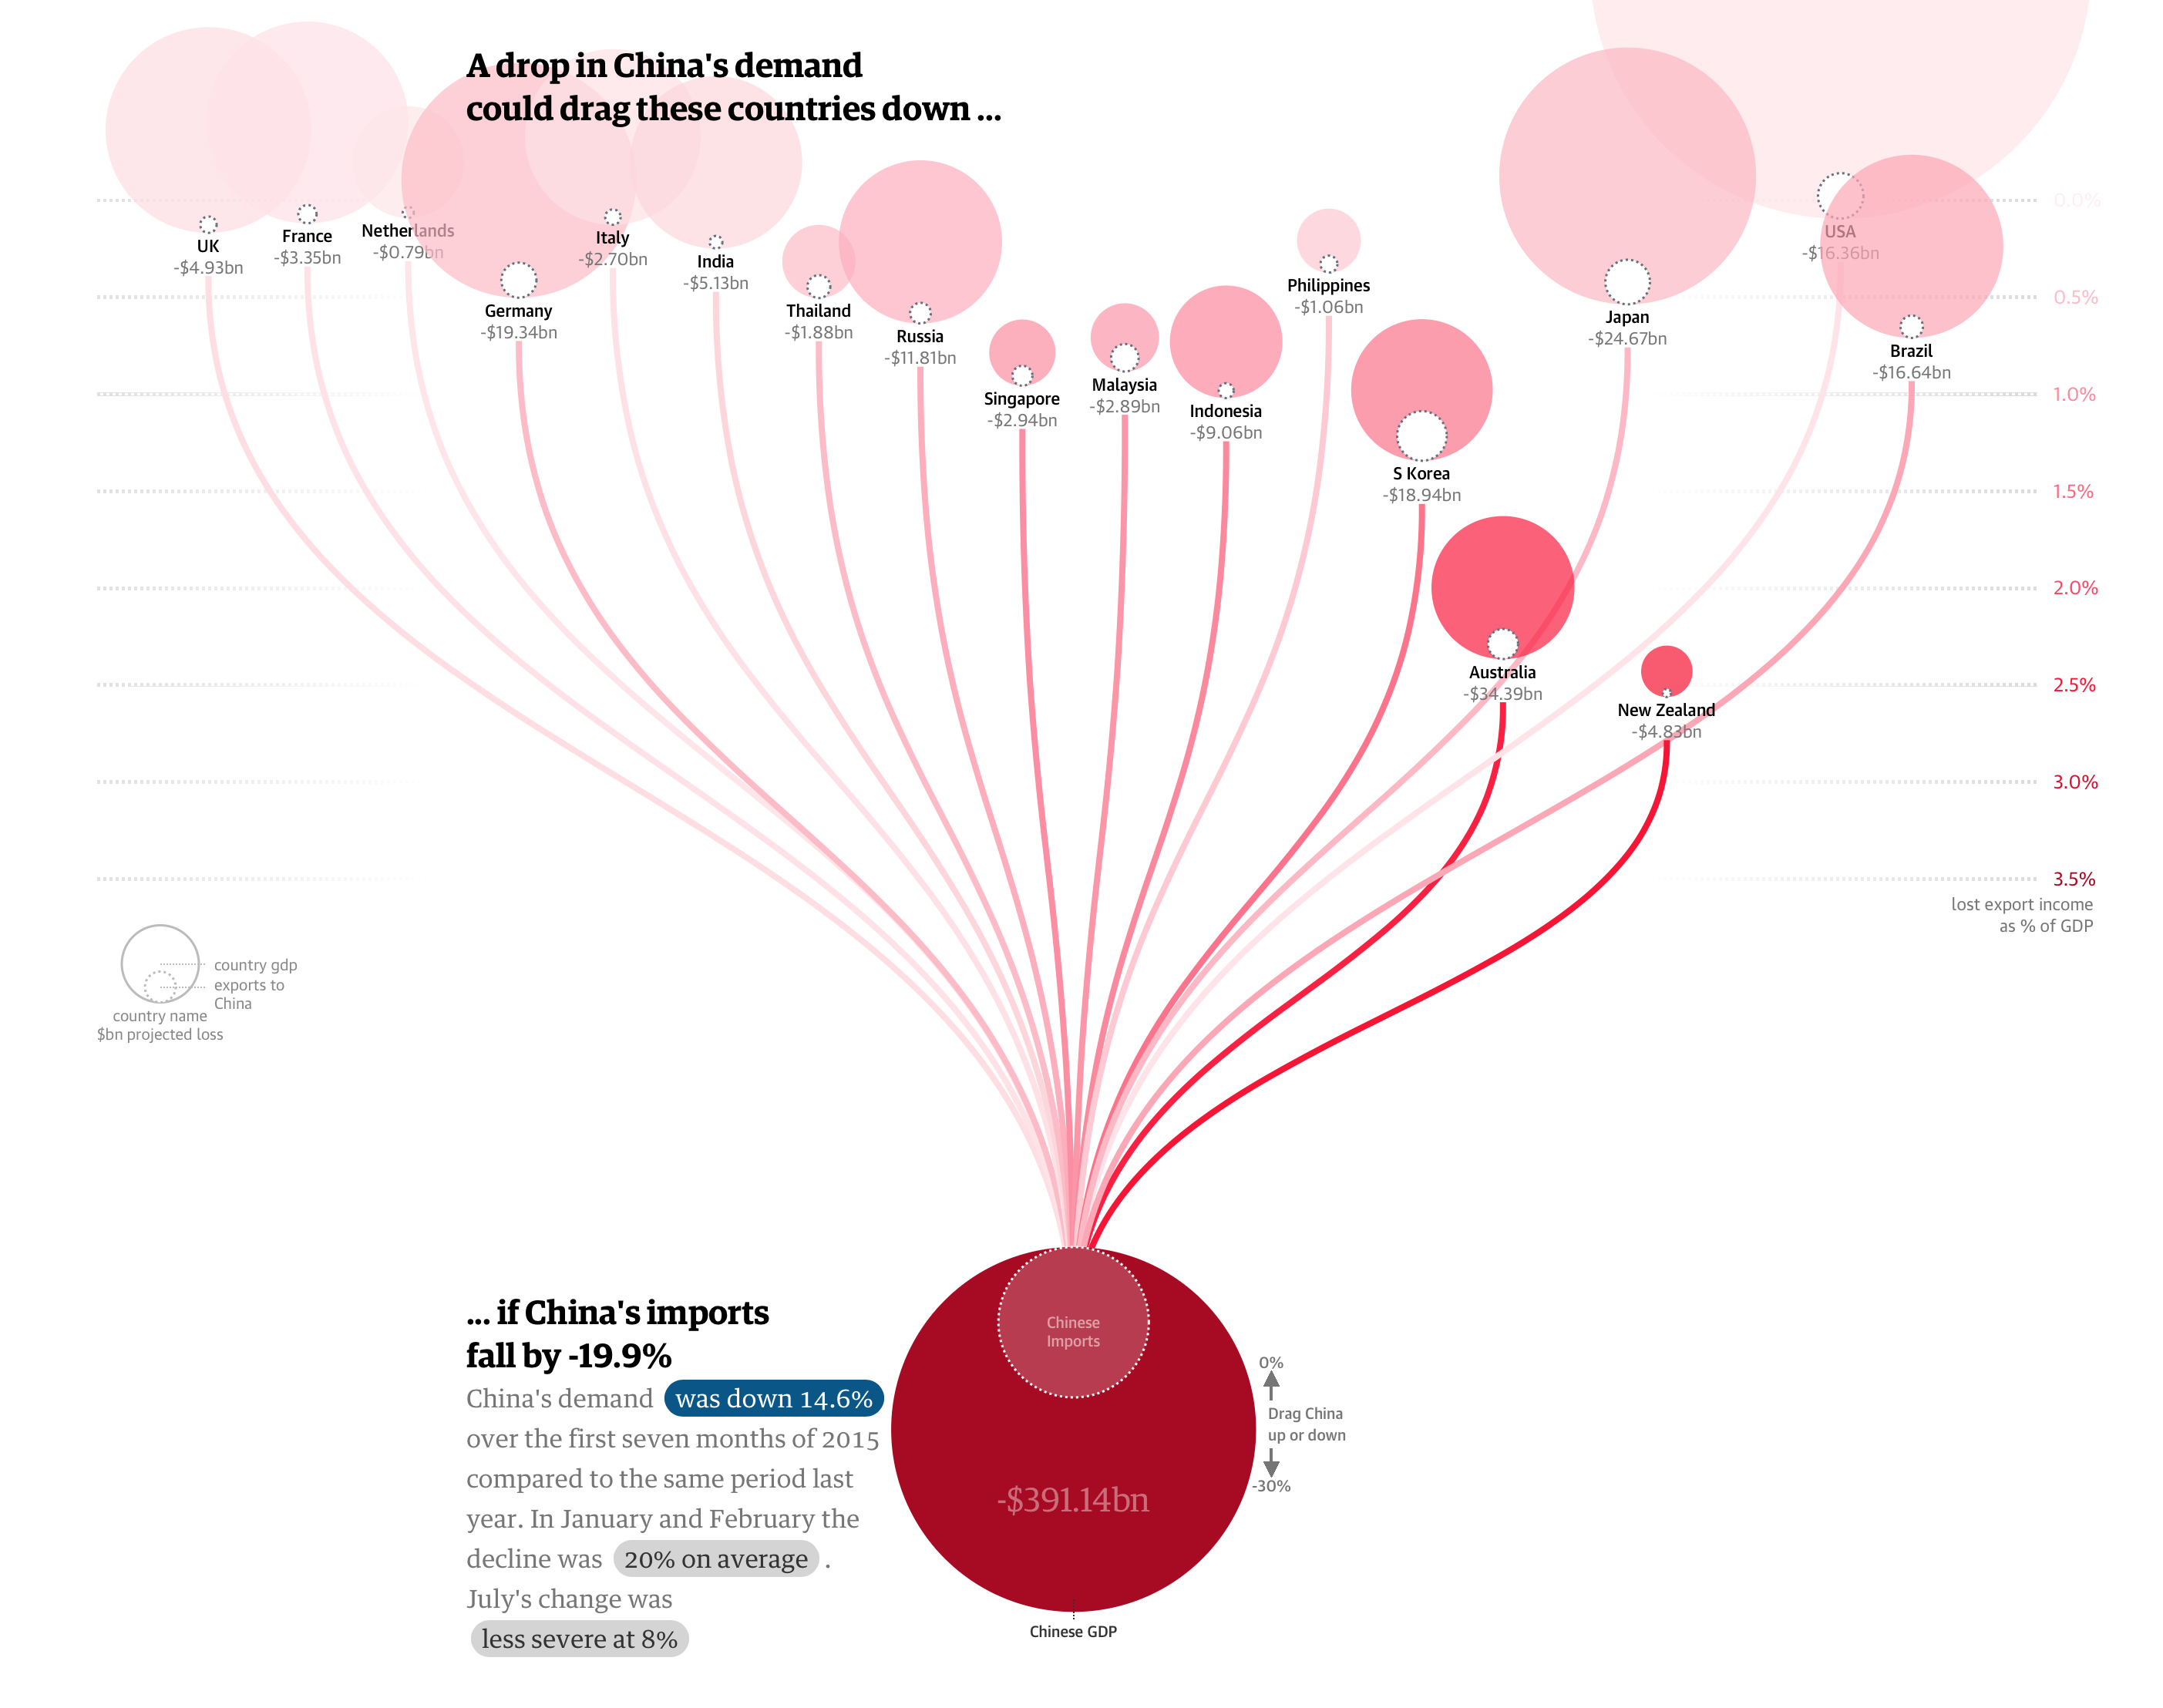 A drop in China's demand
could drag these countries down ...
UK
-$4.93bn
France
-$3.35bn
Netherlands
-$0.79bn
Germany
-$19.34bn
Italy
-$2.70bn
India
-$5.13bn
Thailand
-$1.88bn
Russia
-$11.81bn
Singapore
-$2.94bn
Malaysia
-$2.89bn
Indonesia
-$9.06bn
Philippines
-$1.06bn
S Korea
-$18.94bn
Australia
-$34.39bn
Japan
-$24.67bn
New Zealand
-$4.83bn
USA
-$16.36bn
Brazil
-$16.64bn
0.0%
0.5%
1.0%
1.5%
2.0%
2.5%
3.0%
3.5%
lost export income
as % of GDP
country gdp
exports to
China
country name
$bn projected loss
... if China's imports
fall by -19.9%
China's demand was down 14.6%
over the first seven months of 2015
compared to the same period last
year. In January and February the
decline was 20% on average .
July's change was
less severe at 8%
Chinese
Imports
-$391.14bn
Chinese GDP
0%
Drag China
up or down
-30%